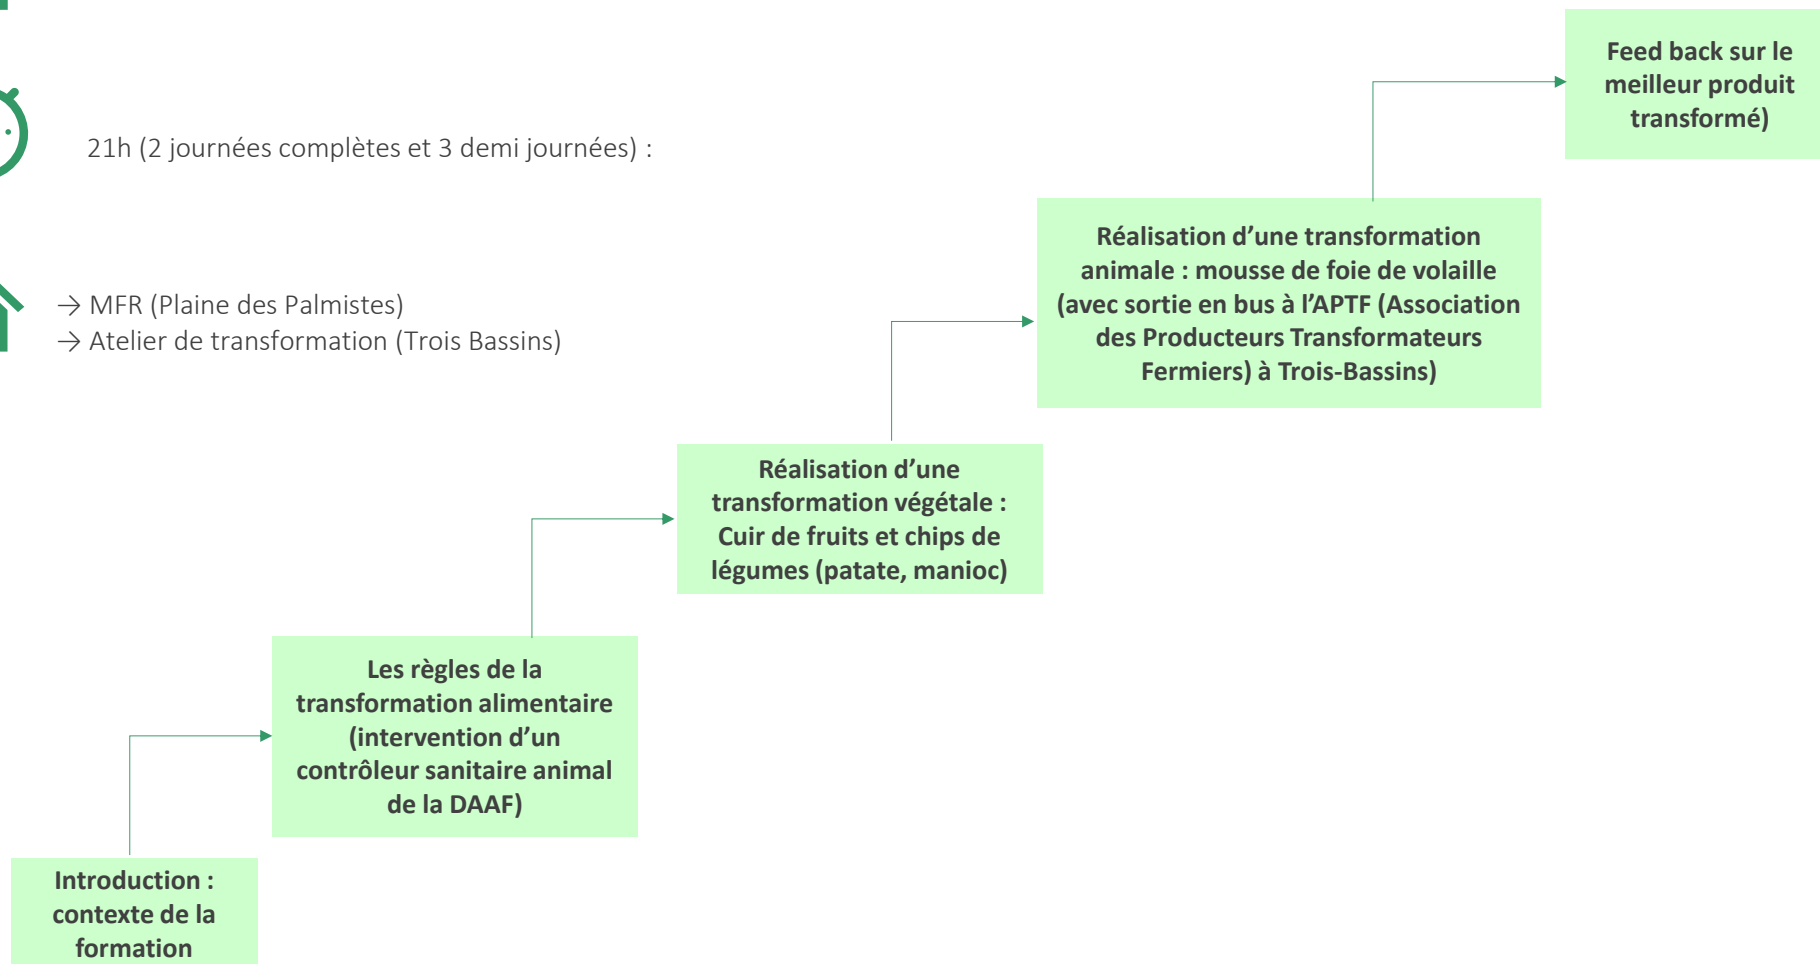 21h (2 journées complètes et 3 demi journées) :
→ MFR (Plaine des Palmistes)
→ Atelier de transformation (Trois Bassins)
Introduction :
contexte de la
formation
Les règles de la
transformation alimentaire
(intervention d’un
contrôleur sanitaire animal
de la DAAF)
Réalisation d’une
transformation végétale :
Cuir de fruits et chips de
légumes (patate, manioc)
Réalisation d’une transformation
animale : mousse de foie de volaille
(avec sortie en bus à l’APTF (Association
des Producteurs Transformateurs
Fermiers) à Trois-Bassins)
Feed back sur le
meilleur produit
transformé)